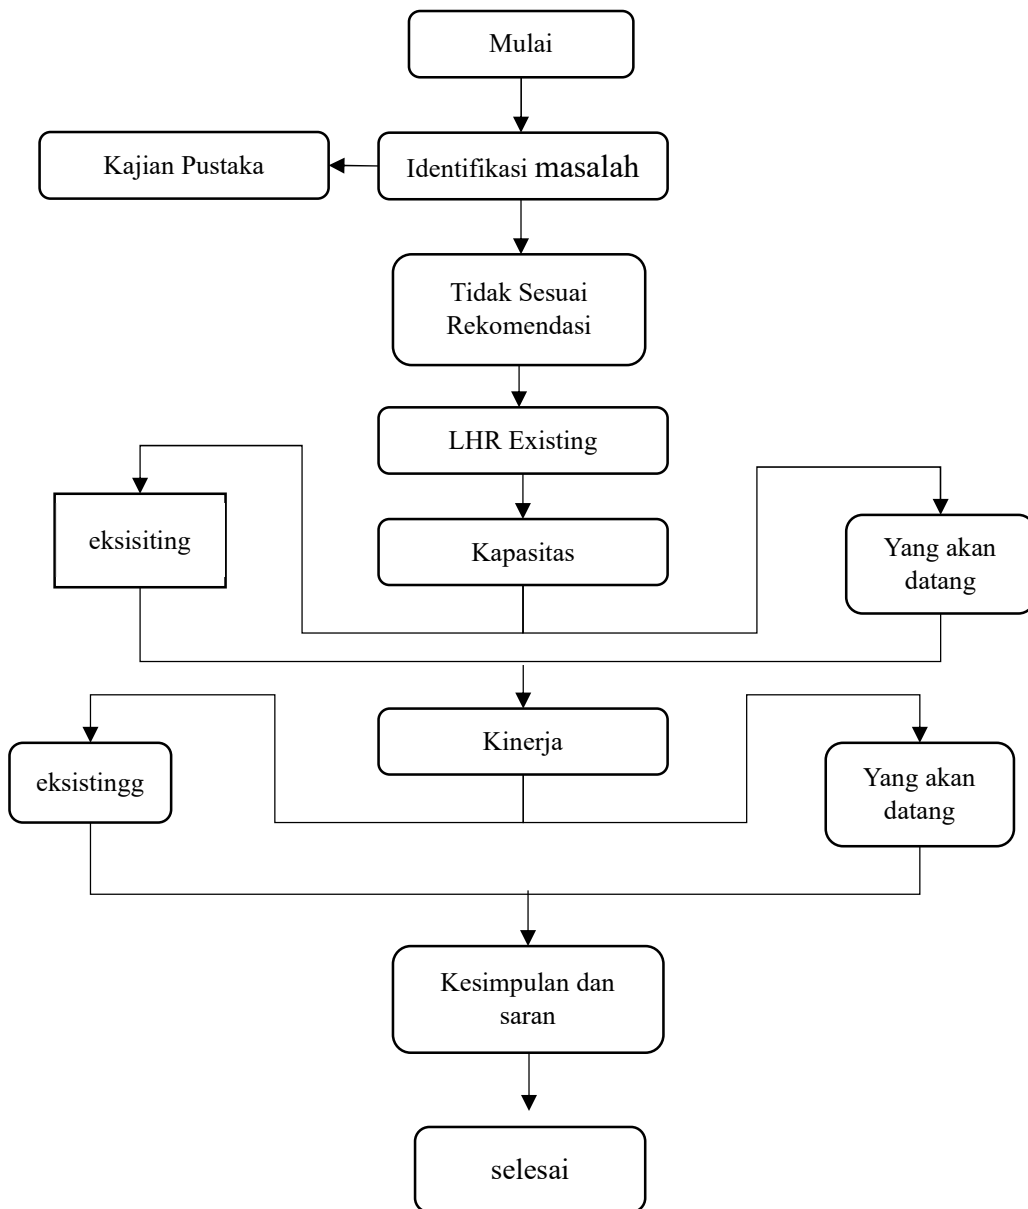 Mulai
Kajian Pustaka
Identifikasi masalah
Tidak Sesuai
Rekomendasi
LHR Existing
eksisiting
Kapasitas
Yang akan
datang
Kinerja
eksistingg
Yang akan
datang
Kesimpulan dan
saran
selesai